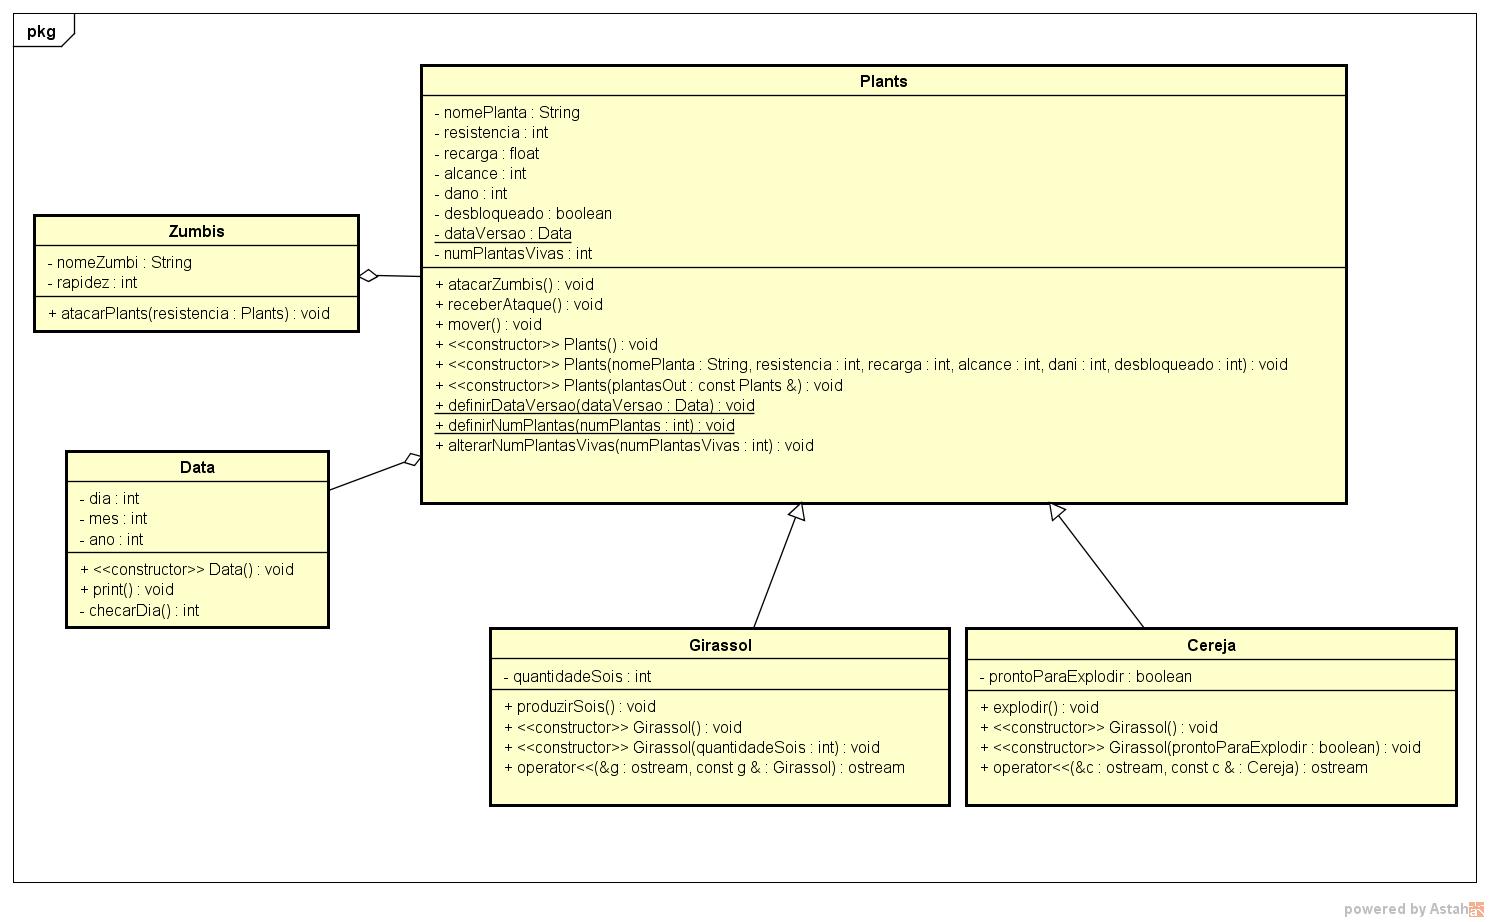 pkg
Plants
- nomePlanta : String
- resistencia : int
- recarga : float
- alcance : int
- dano : int
- desbloqueado : boolean
- dataVersao : Data
- numPlantasVivas : int
+ atacarZumbis() : void
+ receberAtaque() : void
+ mover() : void
+ <<constructor>> Plants() : void
+ <<constructor>> Plants(nomePlanta : String, resistencia : int, recarga : int, alcance : int, dani : int, desbloqueado : int) : void
+ <<constructor>> Plants(plantasOut : const Plants &) : void
+ definirDataVersao(dataVersao : Data) : void
+ definirNumPlantas(numPlantas : int) : void
+ alterarNumPlantasVivas(numPlantasVivas : int) : void
Zumbis
- nomeZumbi : String
- rapidez : int
+ atacarPlants(resistencia : Plants) : void
Data
- dia : int
- mes : int
- ano : int
+ <<constructor>> Data() : void
+ print() : void
- checarDia() : int
Girassol
- quantidadeSois : int
+ produzirSois() : void
+ <<constructor>> Girassol() : void
+ <<constructor>> Girassol(quantidadeSois : int) : void
+ operator<<(&g : ostream, const g & : Girassol) : ostream
Cereja
- prontoParaExplodir : boolean
+ explodir() : void
+ <<constructor>> Girassol() : void
+ <<constructor>> Girassol(prontoParaExplodir : boolean) : void
+ operator<<(&c : ostream, const c & : Cereja) : ostream
powered by Astah